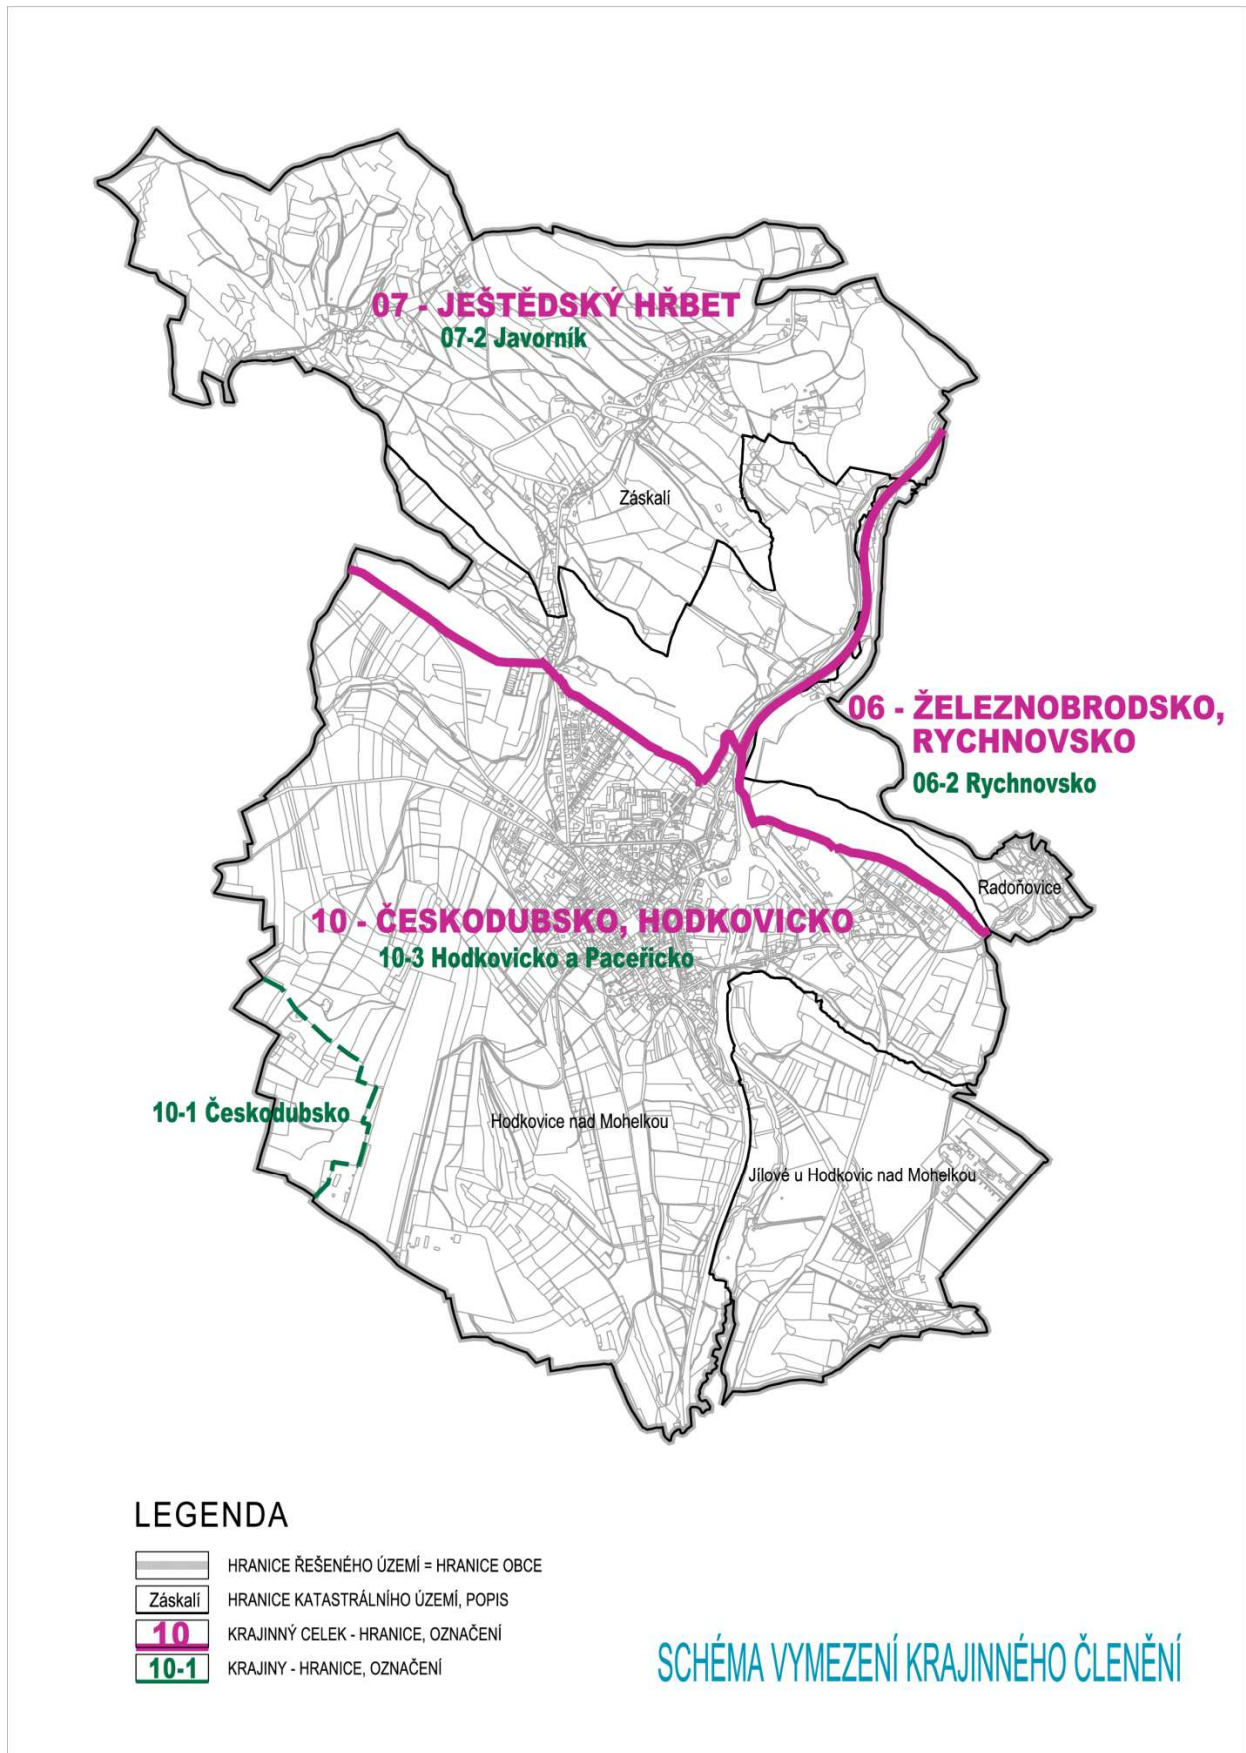 07 - JEŠTĚDSKÝ HŘBET
07-2 Javorník
Záskalí
06 - ŽELEZNOBRODSKO,
RYCHNOVSKO
06-2 Rychnovsko
Radoňovice
10 - ČESKODUBSKO, HODKOVICKO
10-3 Hodkovicko a Paceřicko
10-1 Českodubsko
Hodkovice nad Mohelkou
Jílové u Hodkovic nad Mohelkou
LEGENDA
HRANICE ŘEŠENÉHO ÚZEMÍ = HRANICE OBCE
Záskalí HRANICE KATASTRÁLNÍHO ÚZEMÍ, POPIS
10 KRAJINNÝ CELEK - HRANICE, OZNAČENÍ
10-1 KRAJINY - HRANICE, OZNAČENÍ
SCHÉMA VYMEZENÍ KRAJINNÉHO ČLENĚNÍ